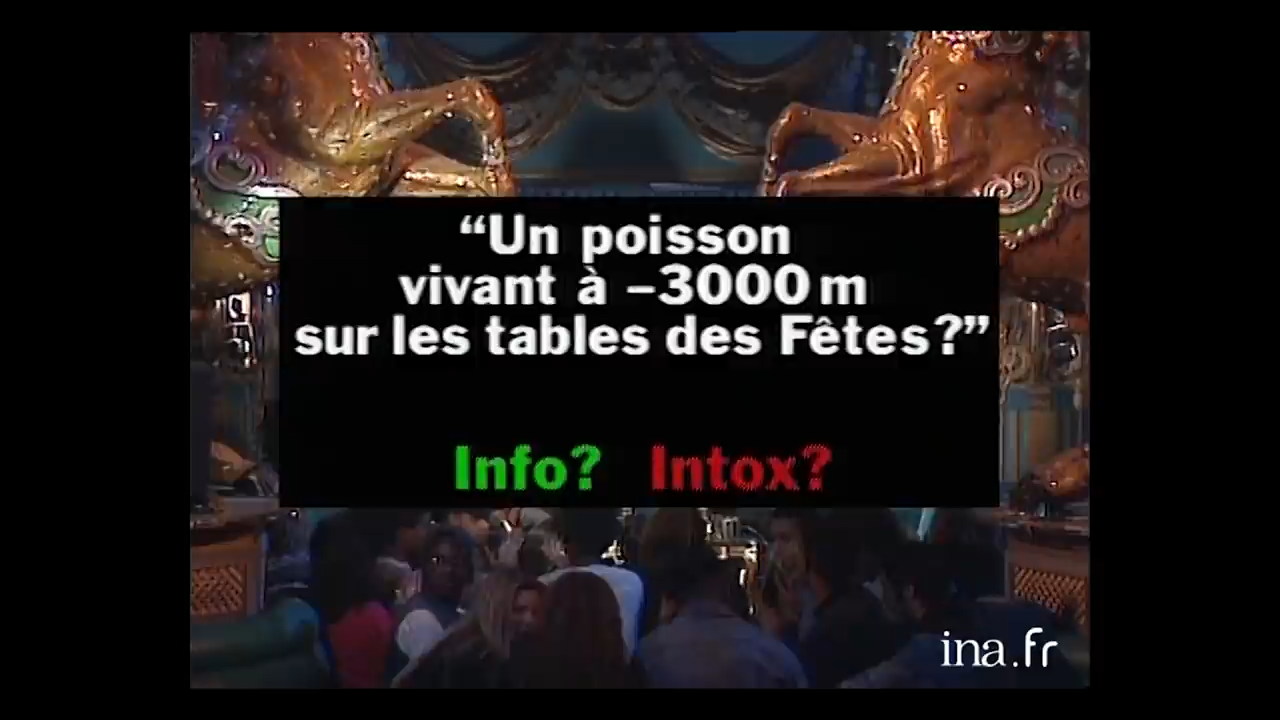 “Un poisson
vivant à –3000 m
sur les tables des Fêtes?”
Info? Intox?
ina.fr